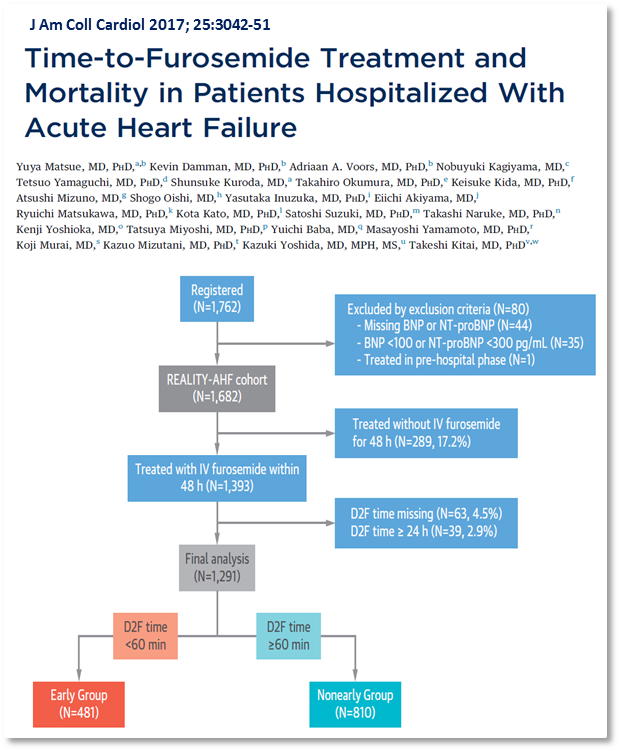 J Am Coll Cardiol 2017; 25:3042-51
Time-to-Furosemide Treatment and
Mortality in Patients Hospitalized With
Acute Heart Failure
Yuya Matsue, MD, PHD,a,b Kevin Damman, MD, PHD,b Adriaan A. Voors, MD, PHD,b Nobuyuki Kagiyama, MD,c
Tetsuo Yamaguchi, MD, PHD,d Shunsuke Kuroda, MD,a Takahiro Okumura, MD, PHD,e Keisuke Kida, MD, PHD,f
Atsushi Mizuno, MD,g Shogo Oishi, MD,h Yasutaka Inuzuka, MD,i Eiichi Akiyama, MD,j
Ryuichi Matsukawa, MD, PHD,k Kota Kato, MD, PHD,l Satoshi Suzuki, MD, PHD,m Takashi Naruke, MD, PHD,n
Kenji Yoshioka, MD,o Tatsuya Miyoshi, MD, PHD,p Yuichi Baba, MD,q Masayoshi Yamamoto, MD, PHD,r
Koji Murai, MD,s Kazuo Mizutani, MD, PHD,t Kazuki Yoshida, MD, MPH, MS,u Takeshi Kitai, MD, PHDv,w
Registered
(N=1,762)
Excluded by exclusion criteria (N=80)
- Missing BNP or NT-proBNP (N=44)
- BNP <100 or NT-proBNP <300 pg/mL (N=35)
- Treated in pre-hospital phase (N=1)
REALITY-AHF cohort
(N=1,682)
Treated without IV furosemide
for 48 h (N=289, 17.2%)
Treated with IV furosemide within
48 h (N=1,393)
D2F time missing (N=63, 4.5%)
D2F time ≥ 24 h (N=39, 2.9%)
Final analysis
(N=1,291)
D2F time
<60 min
D2F time
≥60 min
Early Group
(N=481)
Nonearly Group
(N=810)